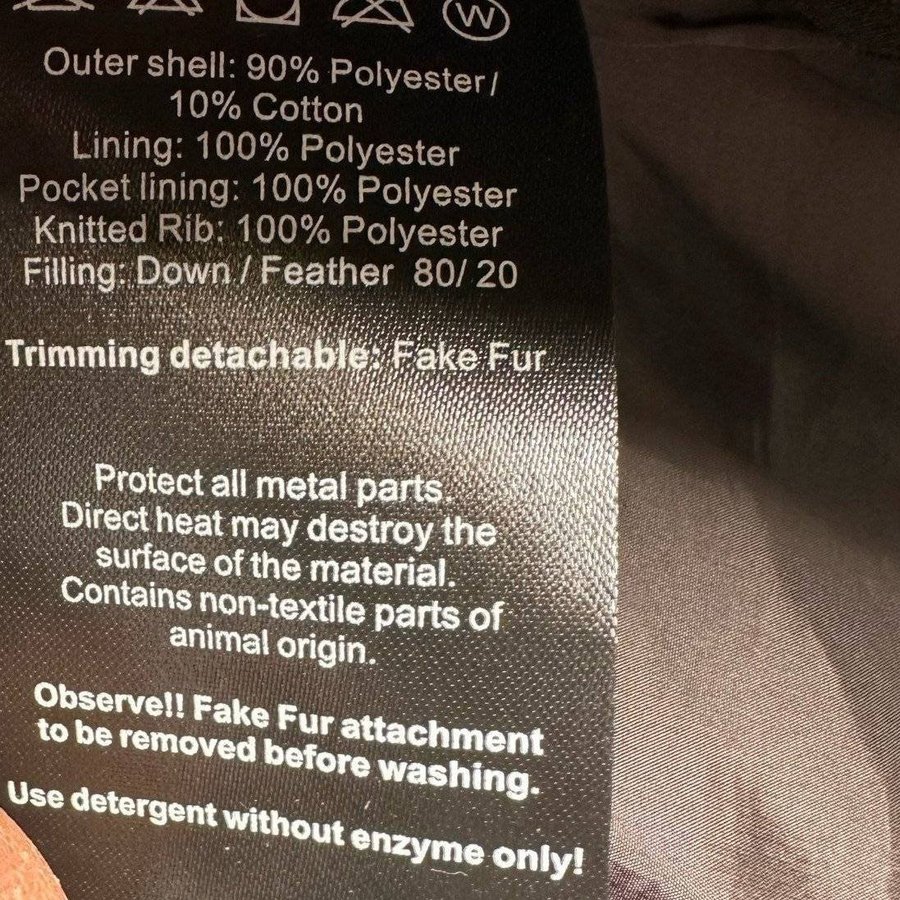 W
Outer shell: 90% Polyester/
10% Cotton
Lining: 100% Polyester
Pocket lining: 100% Polyester
Knitted Rib: 100% Polyester
Filling: Down / Feather 80/ 20
Trimming detachable: Fake Fur
Protect all metal parts.
Direct heat may destroy the
surface of the material.
Contains non-textile parts of
animal origin.
Observe!! Fake Fur attachment
to be removed before washing.
Use detergent without enzyme only!